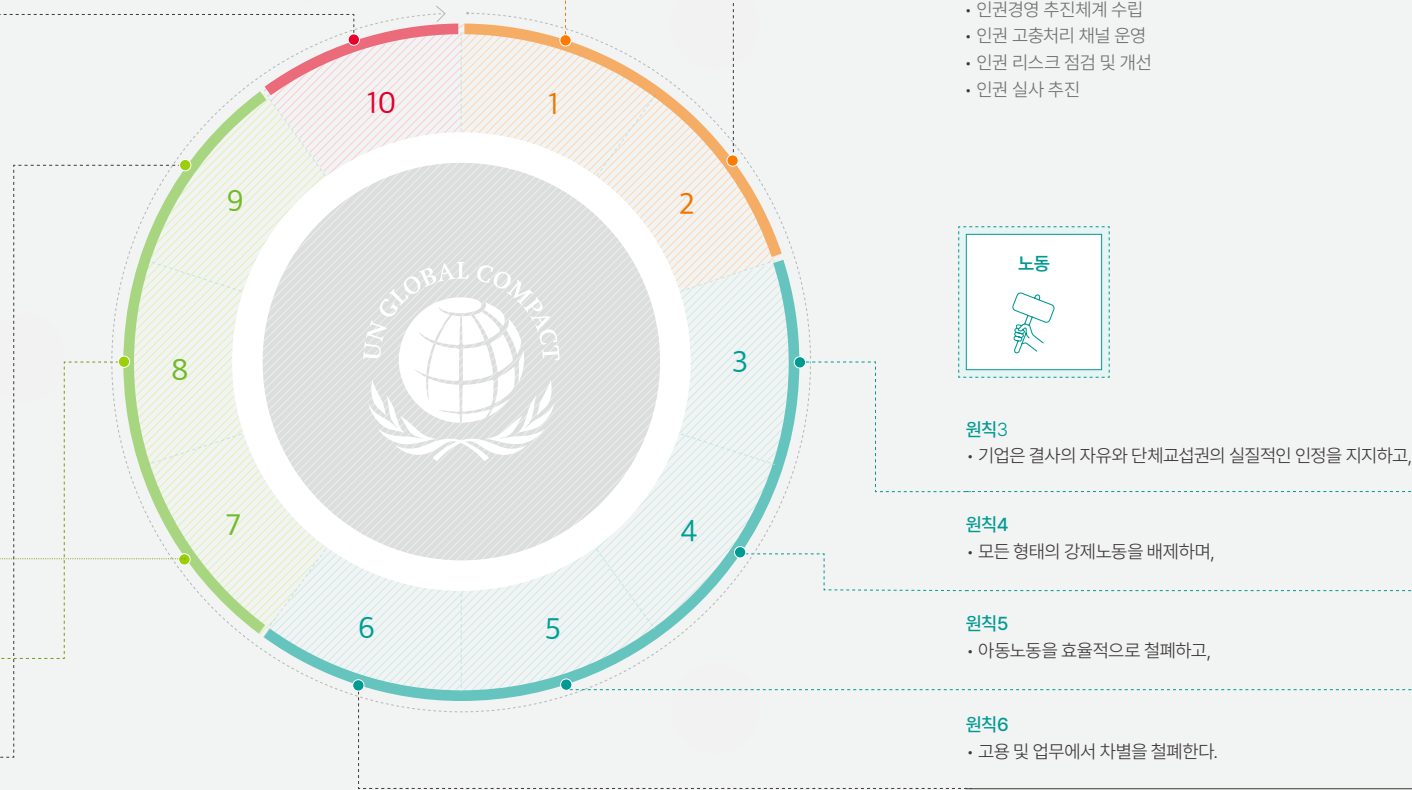 • 인권경영 추진체계 수립
• 인권 고충처리 채널 운영
• 인권 리스크 점검 및 개선
• 인권 실사 추진
10
1
9
2
8
3
7
4
6
5
UN GLOBAL COMPACT
노동
원칙3
• 기업은 결사의 자유와 단체교섭권의 실질적인 인정을 지지하고,
원칙4
• 모든 형태의 강제노동을 배제하며,
원칙5
• 아동노동을 효율적으로 철폐하고,
원칙6
• 고용 및 업무에서 차별을 철폐한다.